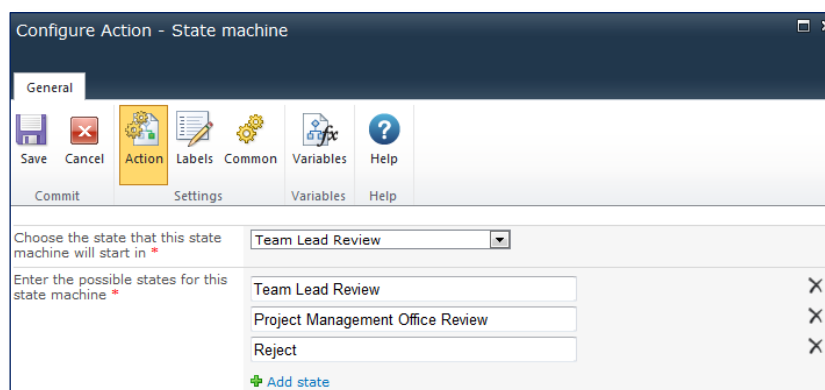 Configure Action - State machine
General
Save Cancel Action Labels Common Variables Help
Commit Settings Variables Help
Choose the state that this state
machine will start in *
Team Lead Review
Enter the possible states for this
state machine *
Team Lead Review
Project Management Office Review
Reject
Add state